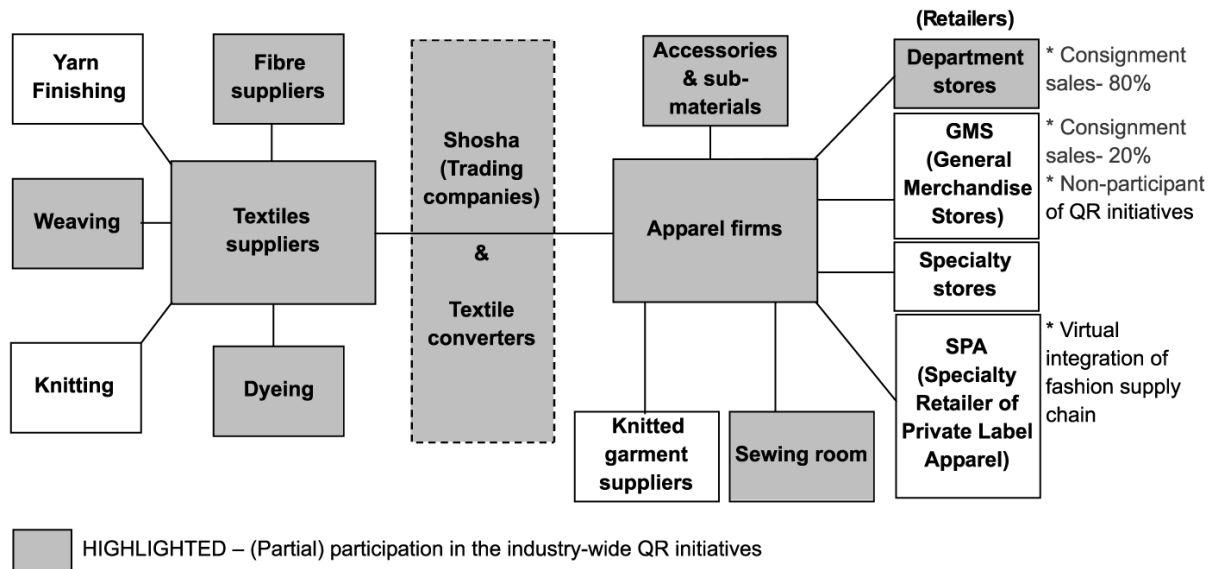 Yarn
Finishing
Fibre
suppliers
Weaving
Textiles
suppliers
Knitting
Dyeing
Shosha
(Trading
companies)
&
Textile
converters
Accessories
& sub-
materials
Apparel firms
Knitted
garment
suppliers
Sewing room
(Retailers)
Department
stores
* Consignment
sales- 80%
GMS
(General
Merchandise
Stores)
* Consignment
sales- 20%
* Non-participant
of QR initiatives
Specialty
stores
SPA
(Specialty
Retailer of
Private Label
Apparel)
* Virtual
integration of
fashion supply
chain
HIGHLIGHTED – (Partial) participation in the industry-wide QR initiatives